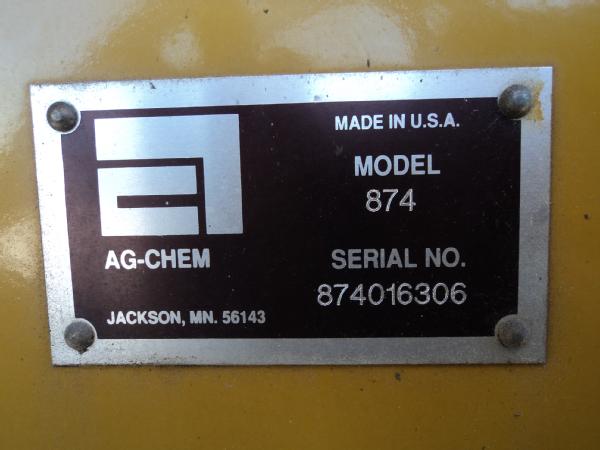 MADE IN U.S.A.
MODEL
874
AG-CHEM
SERIAL NO.
874016306
JACKSON, MN. 56143